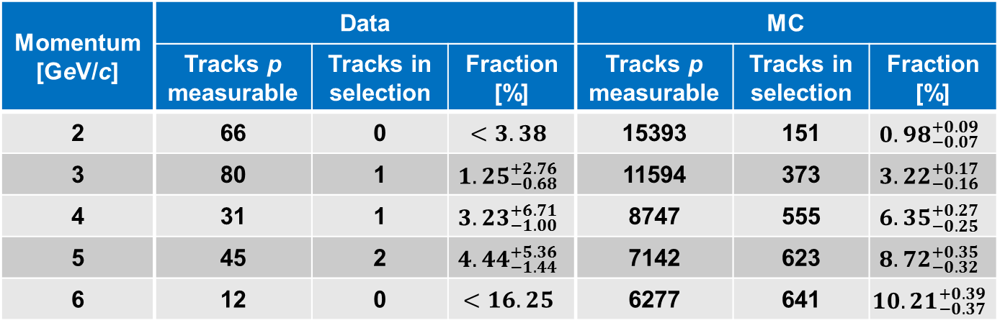 Momentum [GeV/c] Data MC
Tracks p measurable Tracks in selection Fraction [%] Tracks p measurable Tracks in selection Fraction [%]
2 66 0 < 3.38 15393 151 0.98 +0.09 −0.07
3 80 1 1.25 +2.76 −0.68 11594 373 3.22 +0.17 −0.16
4 31 1 3.23 +6.71 −1.00 8747 555 6.35 +0.27 −0.25
5 45 2 4.44 +5.36 −1.44 7142 623 8.72 +0.35 −0.32
6 12 0 < 16.25 6277 641 10.21 +0.39 −0.37